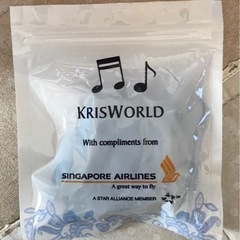 KRISWORLD
With compliments from
SINGAPORE AIRLINES
A great way to fly
A STAR ALLIANCE MEMBER